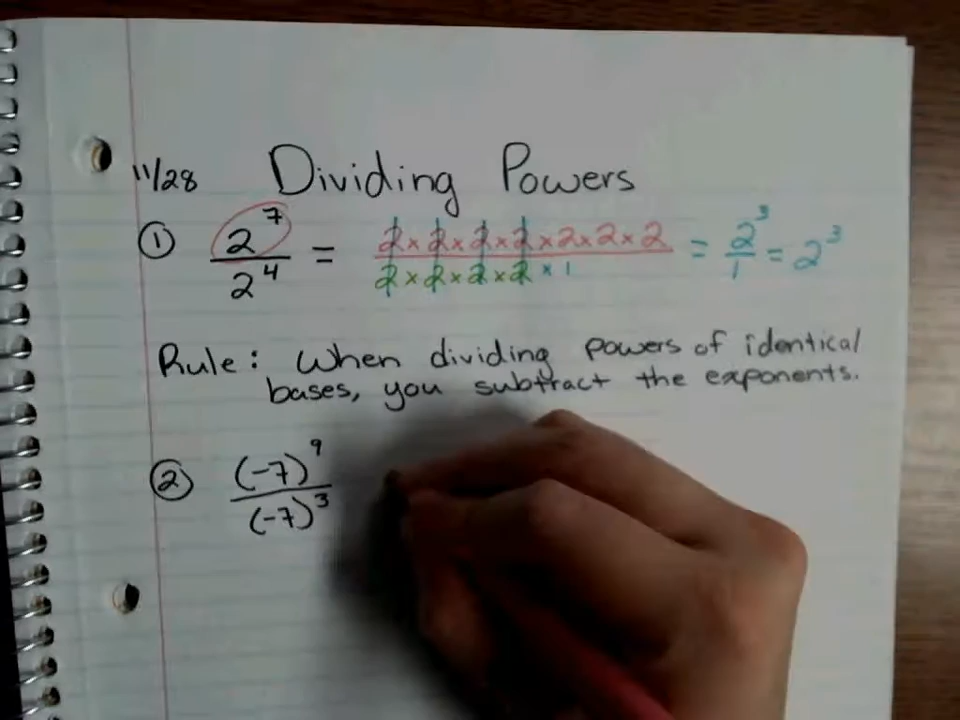 11/28 Dividing Powers
① 2^7 / 2^4 = 2 × 2 × 2 × 2 × 2 × 2 × 2 / 2 × 2 × 2 × 2 × 1 = 2^3 / 1 = 2^3
Rule: When dividing powers of identical
bases, you subtract the exponents.
② (-7)^9 / (-7)^3